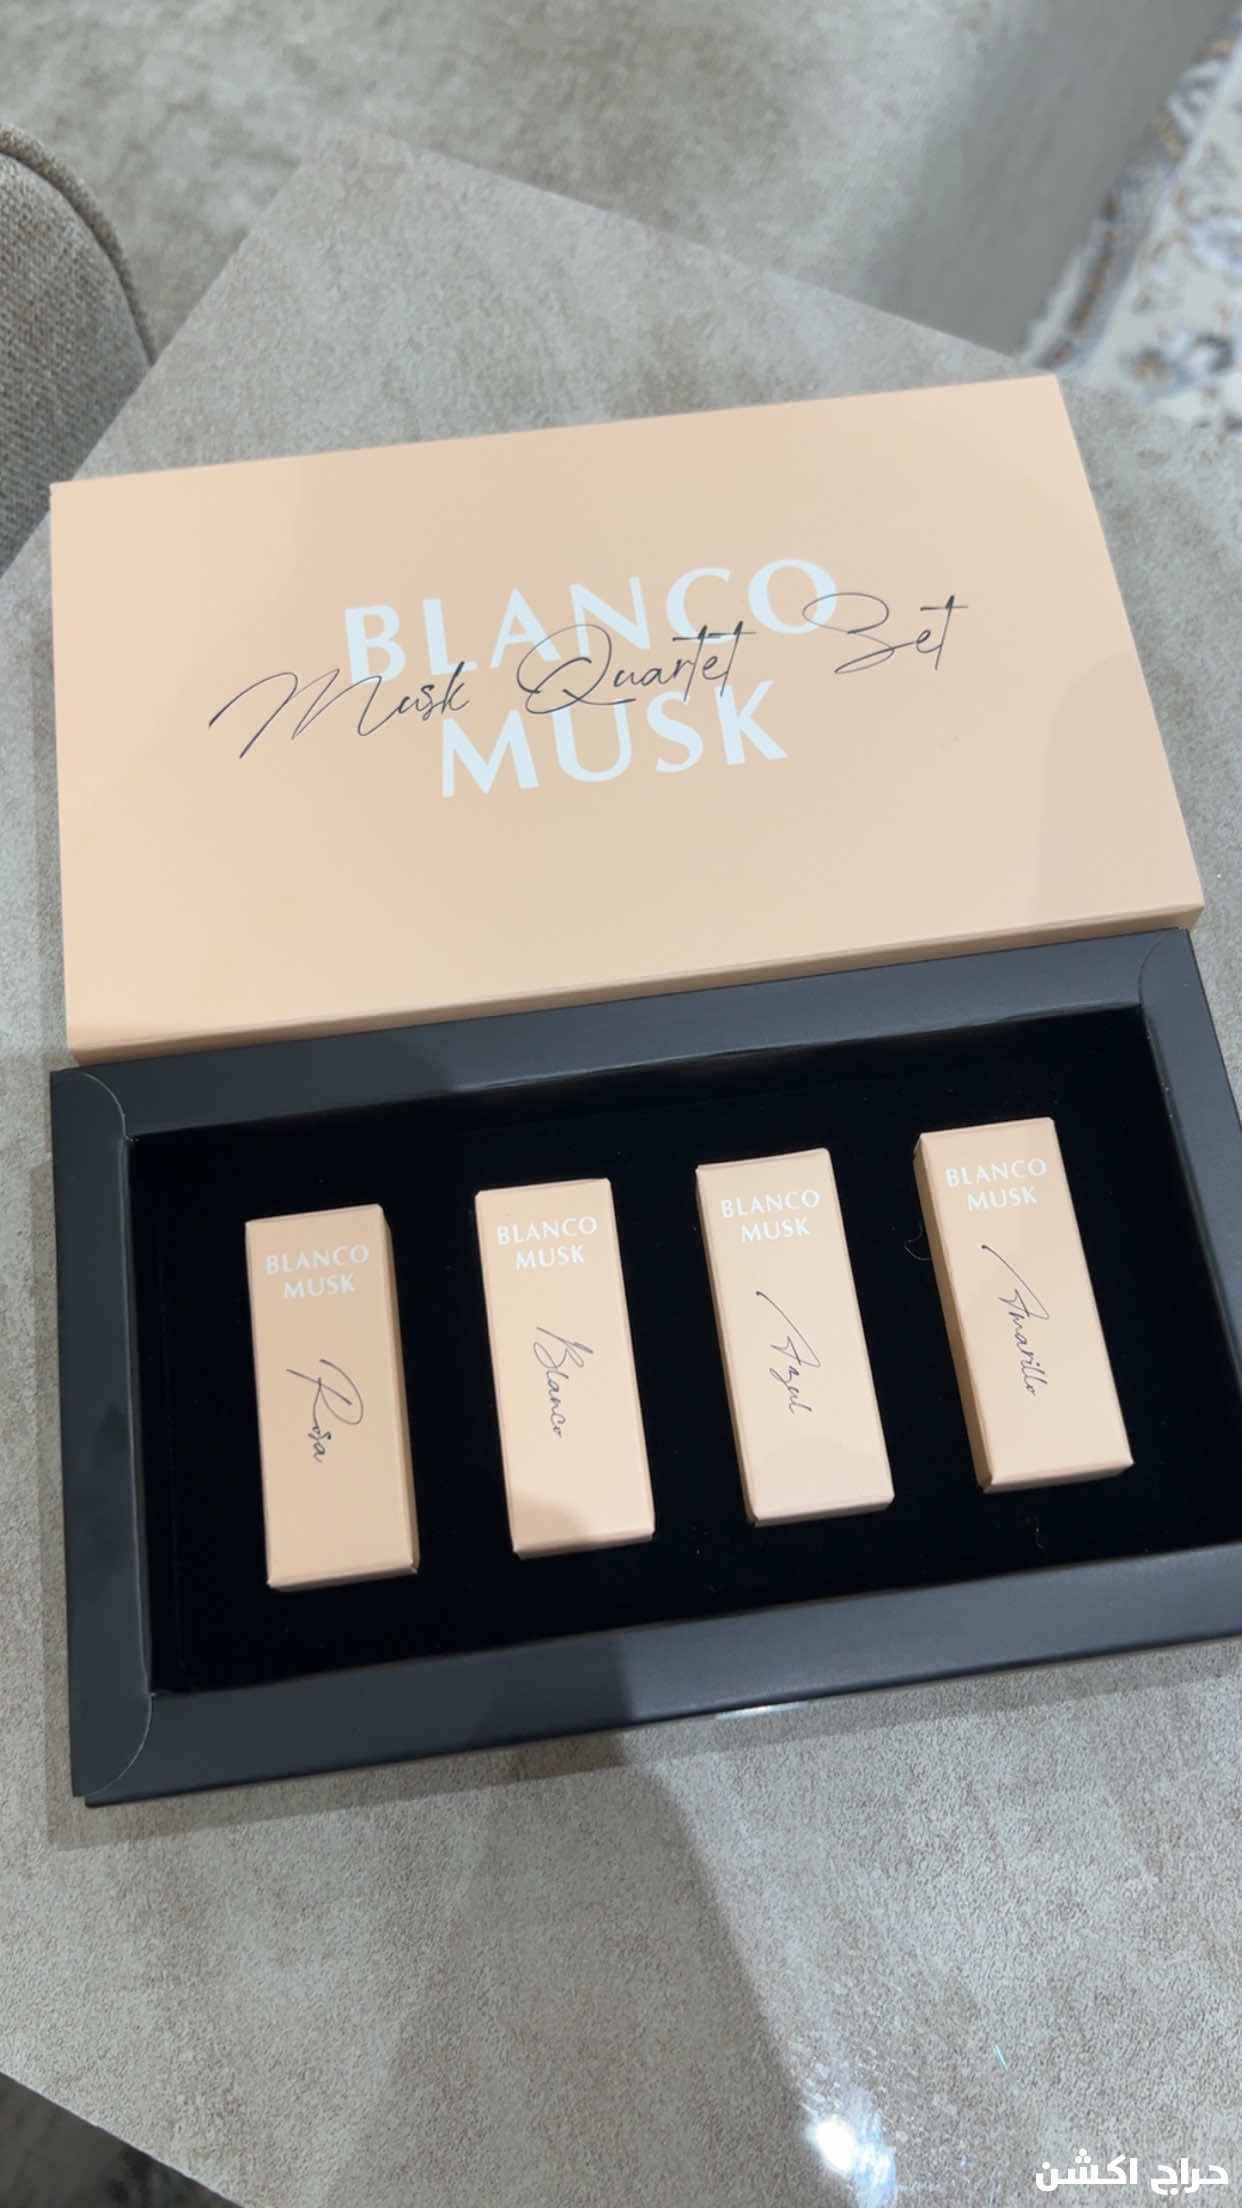 BLANCO
Musk Quartet Set
MUSK
BLANCO
MUSK
Rosa
BLANCO
MUSK
Blanco
BLANCO
MUSK
Azul
BLANCO
MUSK
Amarillo
حراج اكشن